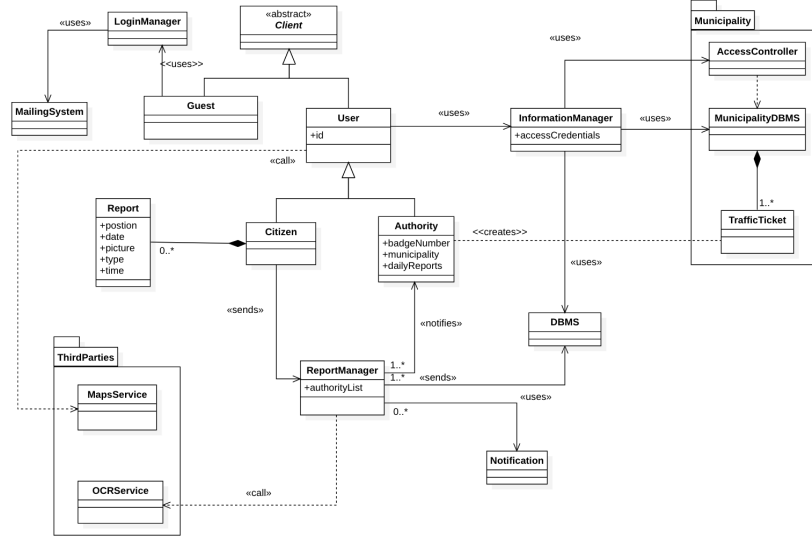 «uses»
LoginManager
«abstract»
Client
Municipality
«uses»
AccessController
<<uses>>
MailingSystem
Guest
User
+id
«uses»
InformationManager
+accessCredentials
«uses»
MunicipalityDBMS
«call»
1..*
TrafficTicket
Report
+postion
+date
+picture
+type
+time
0..*
Citizen
Authority
+badgeNumber
+municipality
+dailyReports
<<creates>>
«uses»
«sends»
«notifies»
DBMS
ThirdParties
MapsService
ReportManager
+authorityList
1..*
1..*
«sends»
0..*
«uses»
Notification
OCRService
«call»